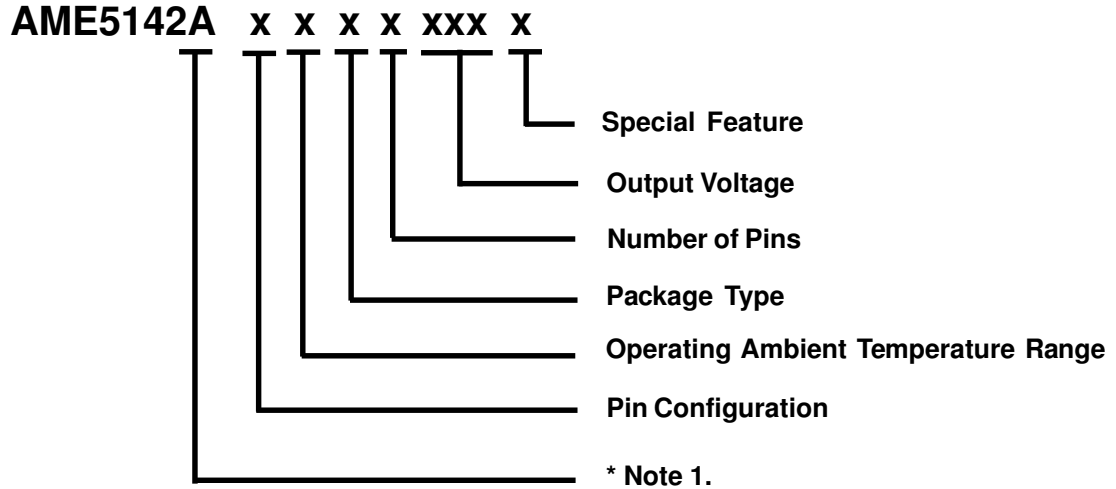 AME5142A x x x x xxx x
Special Feature
Output Voltage
Number of Pins
Package Type
Operating Ambient Temperature Range
Pin Configuration
* Note 1.